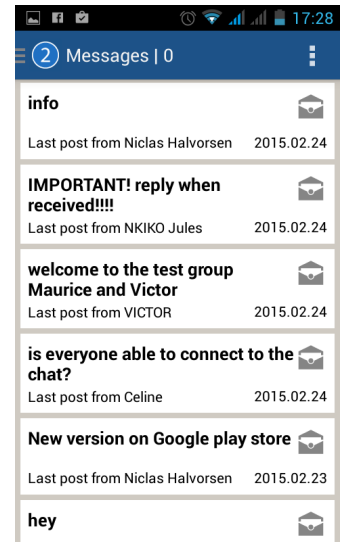 17:28
2 Messages | 0
info
Last post from Niclas Halvorsen 2015.02.24
IMPORTANT! reply when
received!!!!
Last post from NKIKO Jules 2015.02.24
welcome to the test group
Maurice and Victor
Last post from VICTOR 2015.02.24
is everyone able to connect to the
chat?
Last post from Celine 2015.02.24
New version on Google play store
Last post from Niclas Halvorsen 2015.02.23
hey